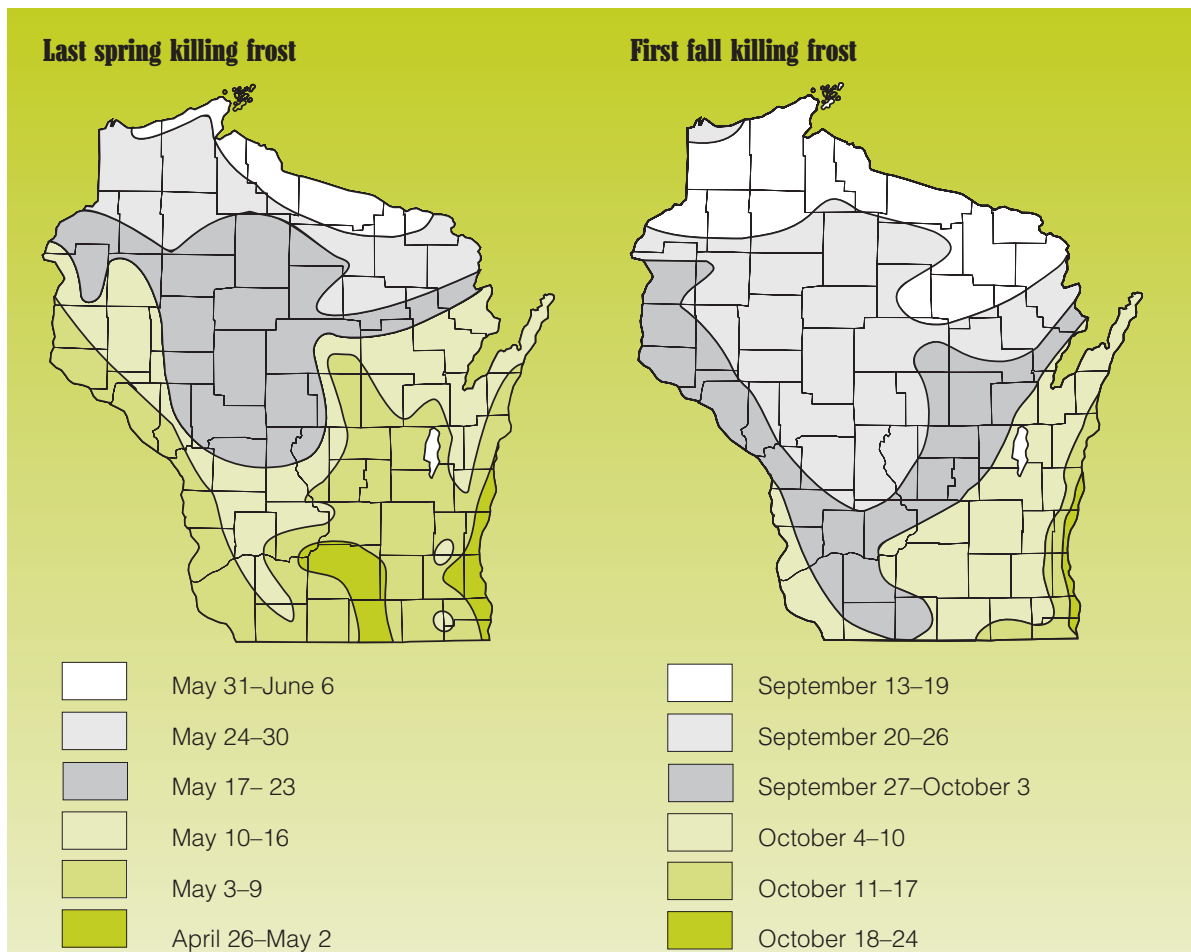 Last spring killing frost
May 31–June 6
May 24–30
May 17– 23
May 10–16
May 3–9
April 26–May 2
First fall killing frost
September 13–19
September 20–26
September 27–October 3
October 4–10
October 11–17
October 18–24